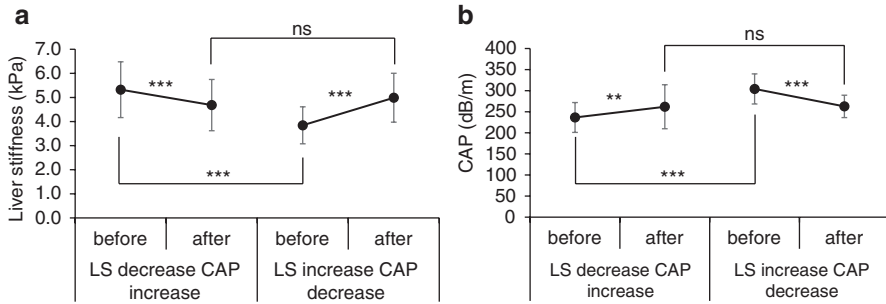 a
ns
7.0
6.0
5.0
4.0
3.0
2.0
1.0
0.0
Liver stiffness (kPa)
***
***
***
before
after
before
after
LS decrease CAP
increase
LS increase CAP
decrease
b
ns
400
350
300
250
200
150
100
50
0
CAP (dB/m)
**
***
***
before
after
before
after
LS decrease CAP
increase
LS increase CAP
decrease